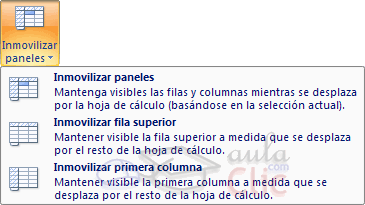 Inmovilizar
paneles
Inmovilizar paneles
Mantenga visibles las filas y columnas mientras se desplaza
por la hoja de cálculo (basándose en la selección actual).
Inmovilizar fila superior
Mantener visible la fila superior a medida que se desplaza
por el resto de la hoja de cálculo.
Inmovilizar primera columna
Mantener visible la primera columna a medida que se
desplaza por el resto de la hoja de cálculo.
aula
Clic
.com